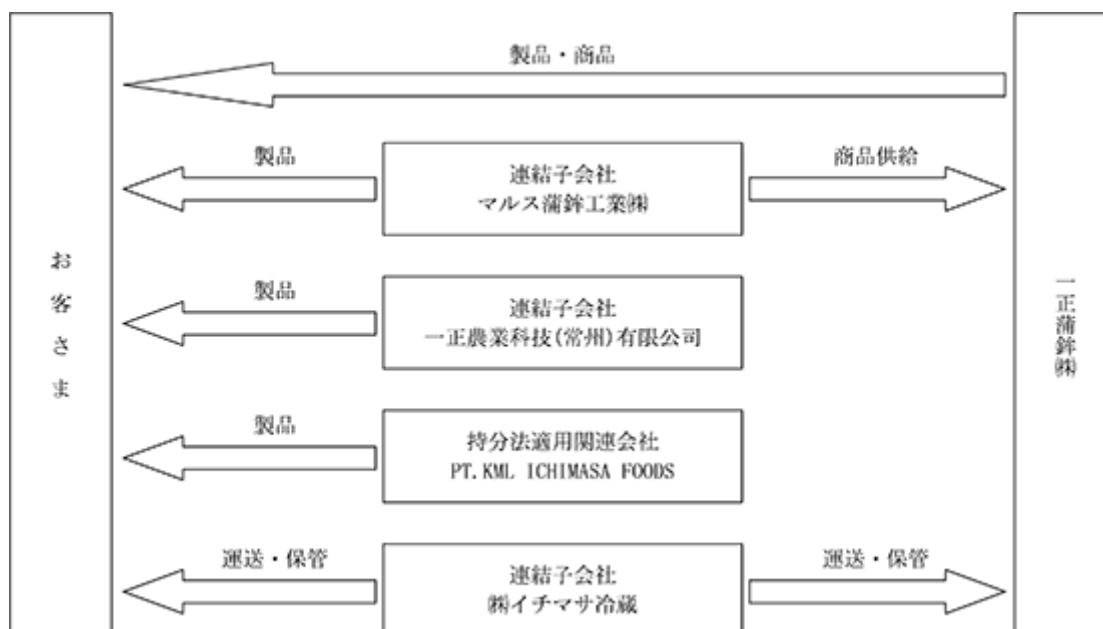 製品・商品
製品
連結子会社
マルス蒲鉾工業㈱
商品供給
お客さま
製品
連結子会社
一正農業科技(常州)有限公司
一正蒲鉾㈱
製品
持分法適用関連会社
PT.KML ICHIMASA FOODS
運送・保管
連結子会社
㈱イチマサ冷蔵
運送・保管